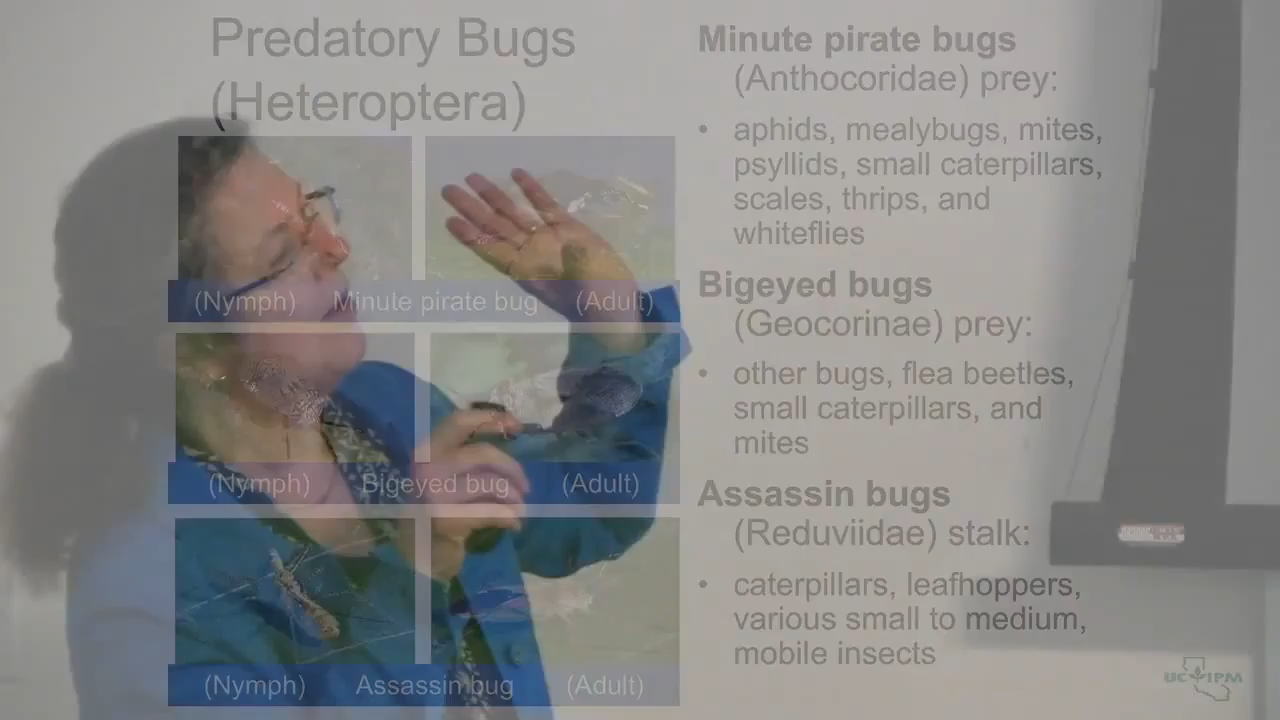 Predatory Bugs
(Heteroptera)
(Nymph) Minute pirate bug (Adult)
(Nymph) Bigeyed bug (Adult)
(Nymph) Assassin bug (Adult)
Minute pirate bugs
(Anthocoridae) prey:
• aphids, mealybugs, mites,
psyllids, small caterpillars,
scales, thrips, and
whiteflies
Bigeyed bugs
(Geocorinae) prey:
• other bugs, flea beetles,
small caterpillars, and
mites
Assassin bugs
(Reduviidae) stalk:
• caterpillars, leafhoppers,
various small to medium,
mobile insects
UC IPM